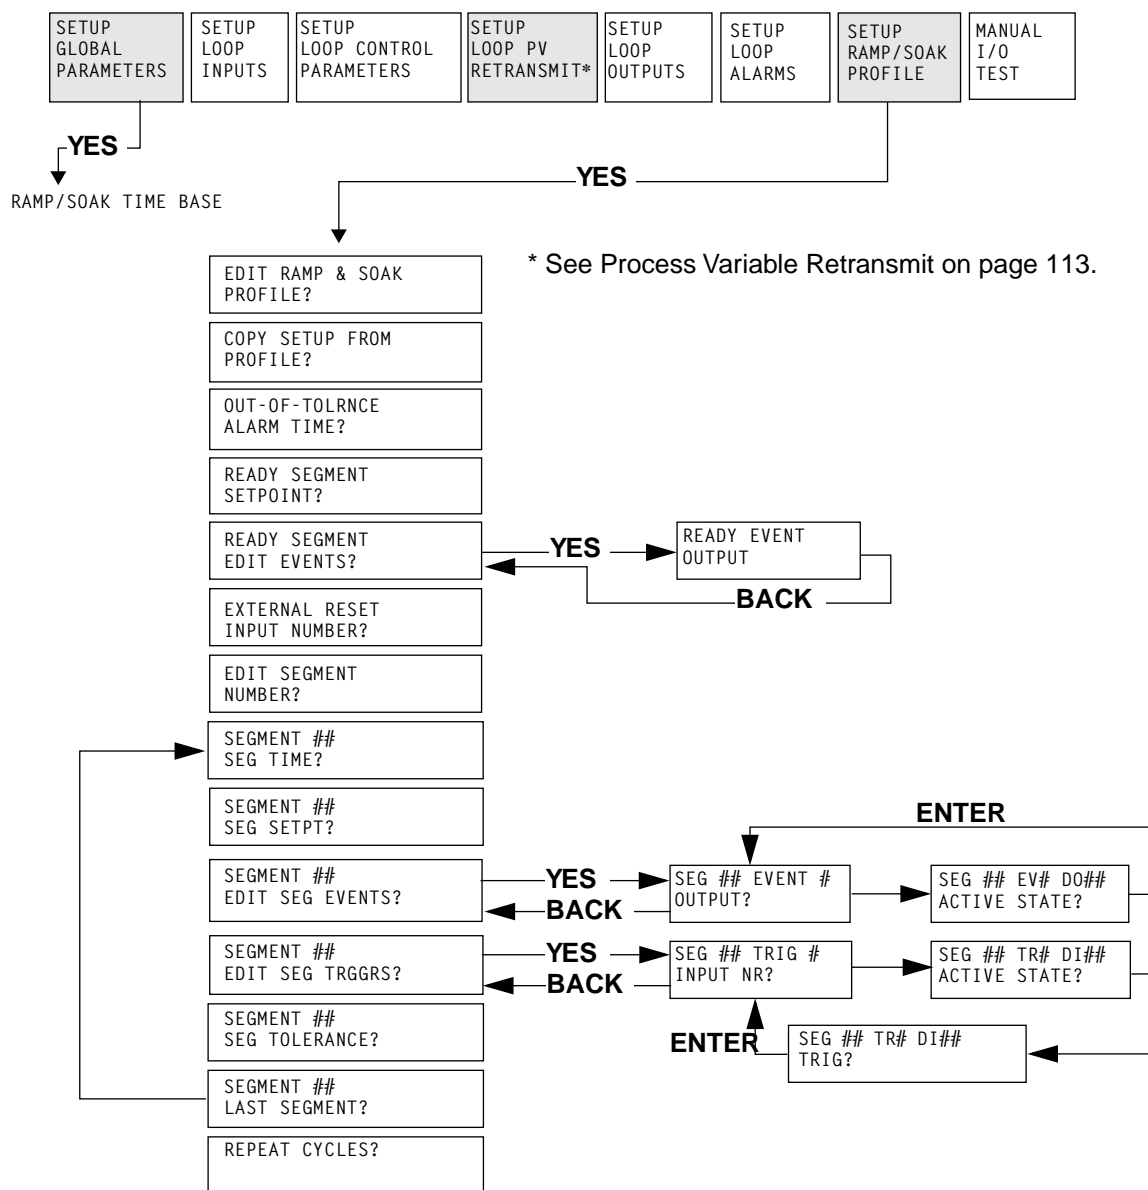 SETUP
GLOBAL
PARAMETERS
SETUP
LOOP
INPUTS
SETUP
LOOP CONTROL
PARAMETERS
SETUP
LOOP PV
RETRANSMIT*
SETUP
LOOP
OUTPUTS
SETUP
LOOP
ALARMS
SETUP
RAMP/SOAK
PROFILE
MANUAL
I/O
TEST
YES
RAMP/SOAK TIME BASE
YES
* See Process Variable Retransmit on page 113.
EDIT RAMP & SOAK
PROFILE?
COPY SETUP FROM
PROFILE?
OUT-OF-TOLRNCE
ALARM TIME?
READY SEGMENT
SETPOINT?
READY SEGMENT
EDIT EVENTS?
YES
READY EVENT
OUTPUT
BACK
EXTERNAL RESET
INPUT NUMBER?
EDIT SEGMENT
NUMBER?
SEGMENT ##
SEG TIME?
SEGMENT ##
SEG SETPT?
ENTER
SEGMENT ##
EDIT SEG EVENTS?
YES
BACK
SEG ## EVENT #
OUTPUT?
SEG ## EV# DO##
ACTIVE STATE?
SEGMENT ##
EDIT SEG TRGGRS?
YES
BACK
SEG ## TRIG #
INPUT NR?
SEG ## TR# DI##
ACTIVE STATE?
SEGMENT ##
SEG TOLERANCE?
ENTER
SEG ## TR# DI##
TRIG?
SEGMENT ##
LAST SEGMENT?
REPEAT CYCLES?